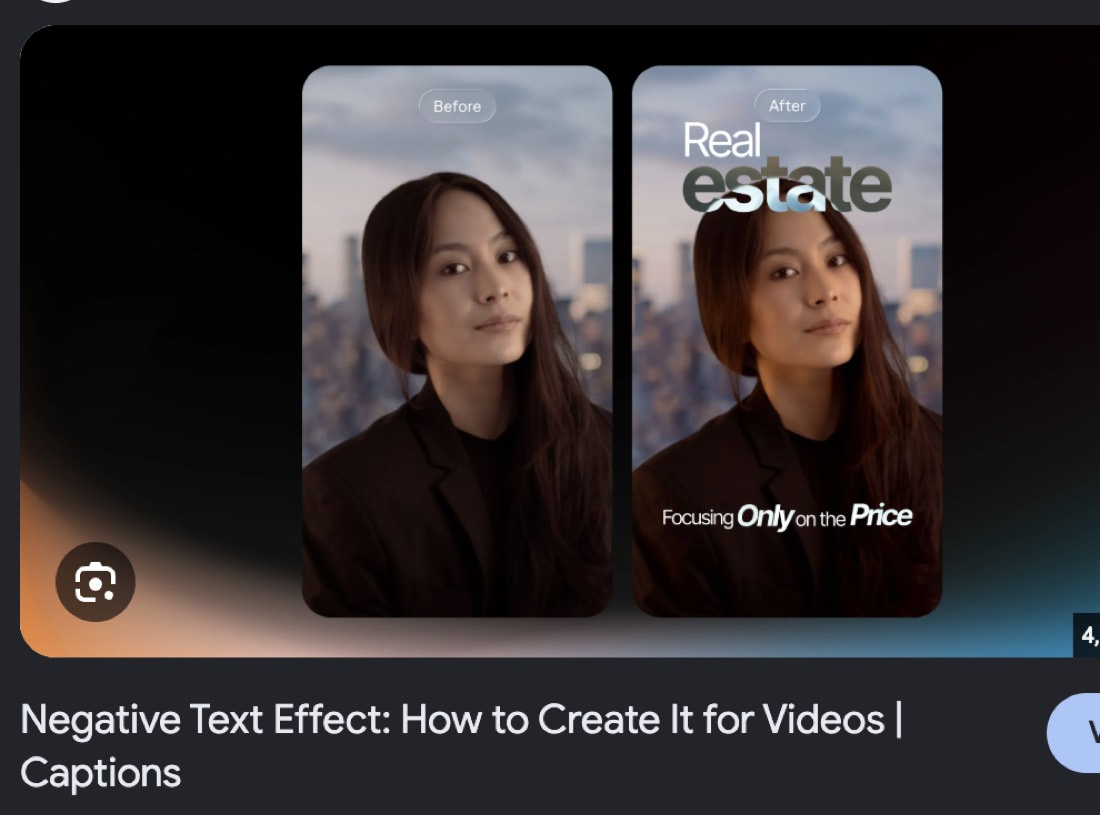 Before
After
Real
estate
Focusing Only on the Price
4,
Negative Text Effect: How to Create It for Videos |
Captions